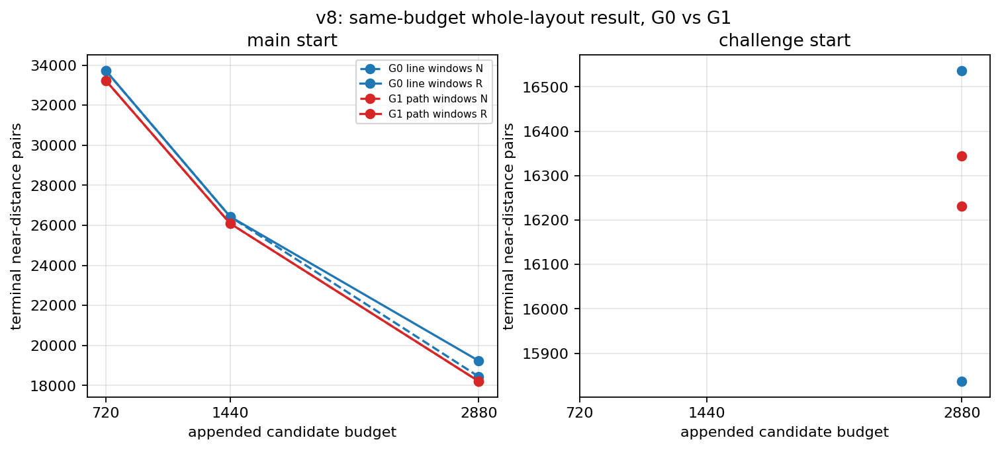 v8: same-budget whole-layout result, G0 vs G1
main start
34000
32000
30000
28000
26000
24000
22000
20000
18000
terminal near-distance pairs
720
1440
2880
appended candidate budget
G0 line windows N
G0 line windows R
G1 path windows N
G1 path windows R
challenge start
16500
16400
16300
16200
16100
16000
15900
terminal near-distance pairs
720
1440
2880
appended candidate budget